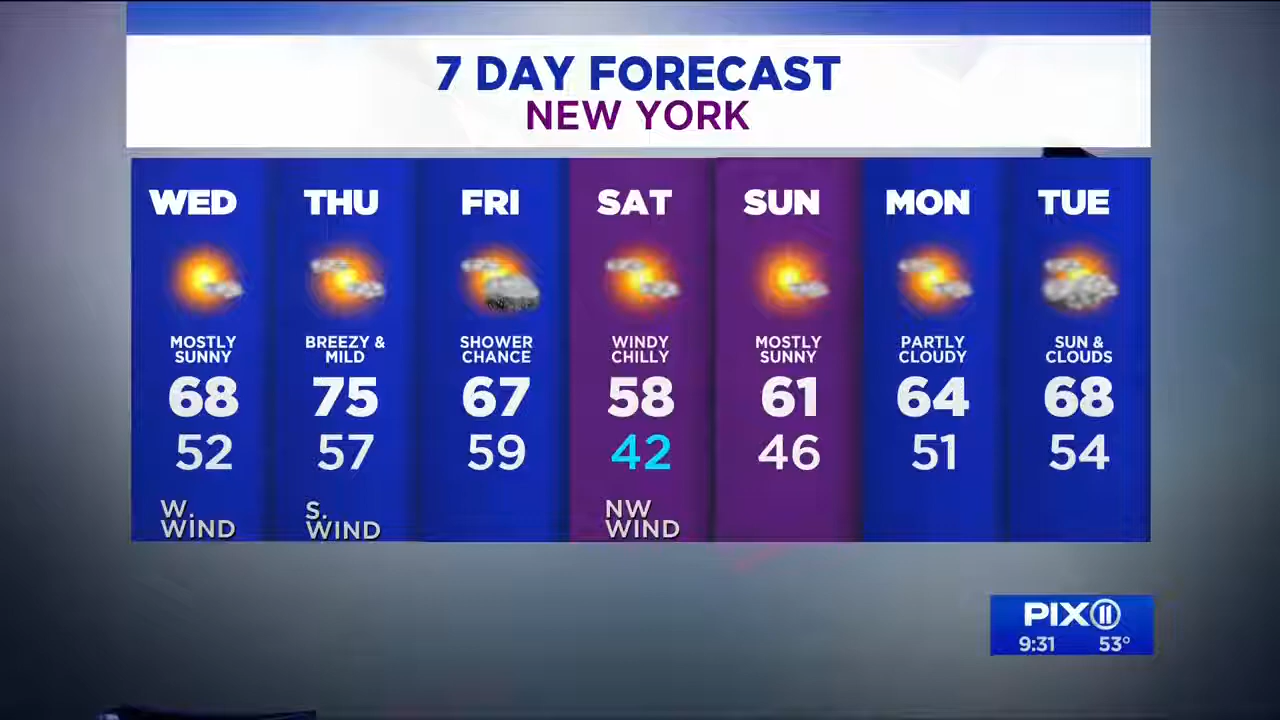 7 DAY FORECAST
NEW YORK
WED
THU
FRI
SAT
SUN
MON
TUE
MOSTLY
SUNNY
BREEZY &
MILD
SHOWER
CHANCE
WINDY
CHILLY
MOSTLY
SUNNY
PARTLY
CLOUDY
SUN &
CLOUDS
68
75
67
58
61
64
68
52
57
59
42
46
51
54
W.
WIND
S.
WIND
NW
WIND
PIX 11
9:31 53°